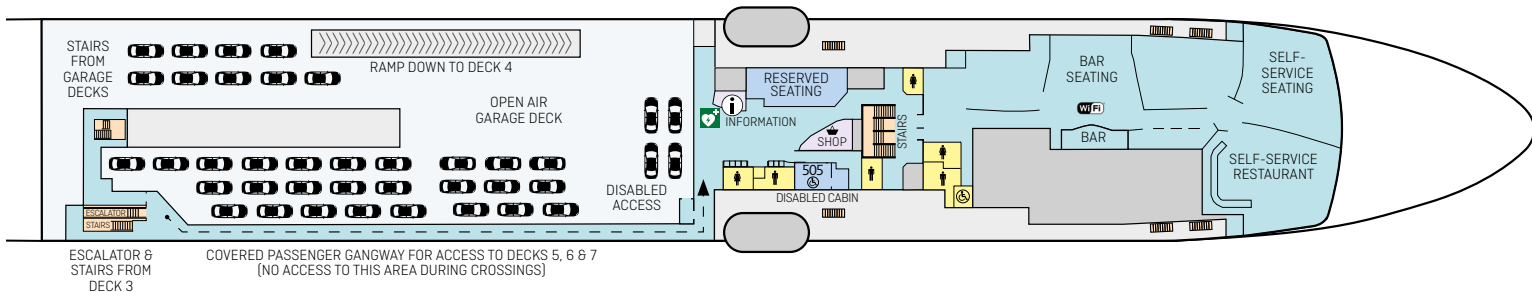 STAIRS
FROM
GARAGE
DECKS
RAMP DOWN TO DECK 4
OPEN AIR
GARAGE DECK
DISABLED
ACCESS
ESCALATOR
STAIRS
ESCALATOR &
STAIRS FROM
DECK 3
COVERED PASSENGER GANGWAY FOR ACCESS TO DECKS 5, 6 & 7
(NO ACCESS TO THIS AREA DURING CROSSINGS)
RESERVED
SEATING
i
INFORMATION
SHOP
STAIRS
505
DISABLED CABIN
BAR
SEATING
WiFi
BAR
SELF-
SERVICE
SEATING
SELF-SERVICE
RESTAURANT